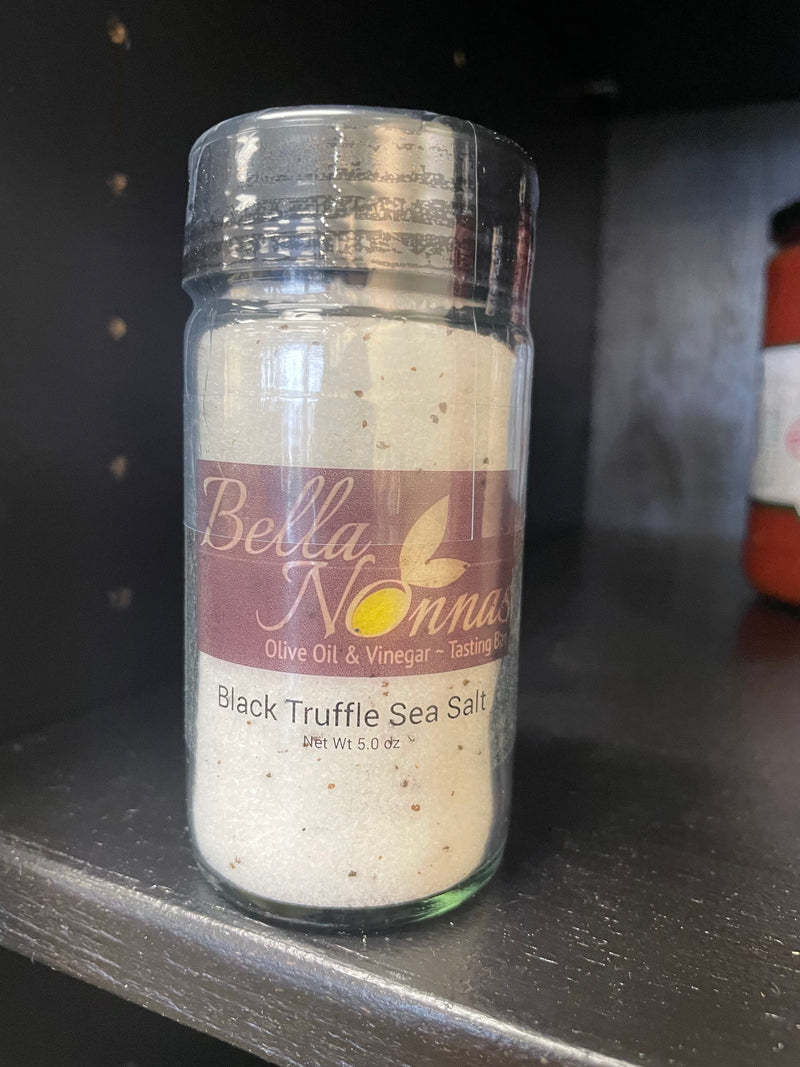 Bella
Nonnas
Olive Oil & Vinegar ~ Tasting
Black Truffle Sea Salt
Net Wt 5.0 oz